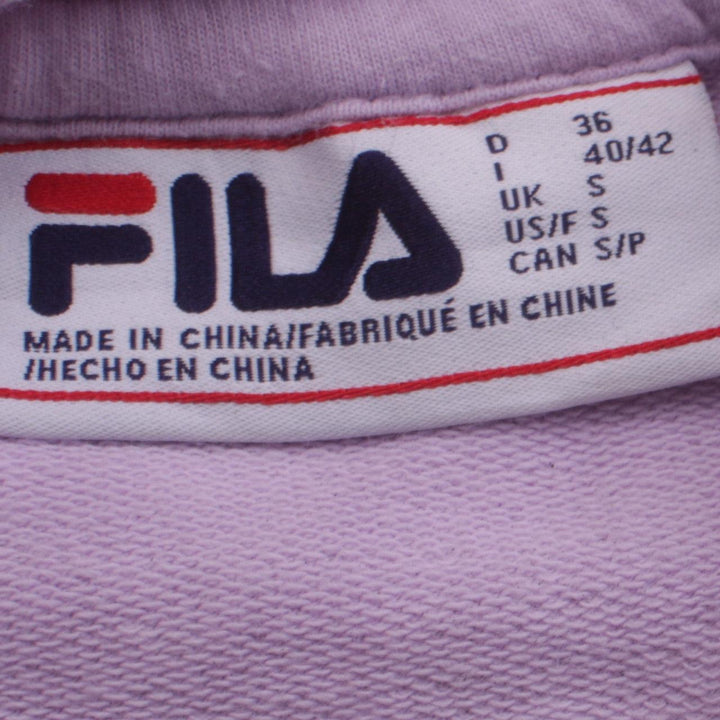 FILA
D 36
I 40/42
UK S
US/F S
CAN S/P
MADE IN CHINA/FABRIQUÉ EN CHINE
/HECHO EN CHINA